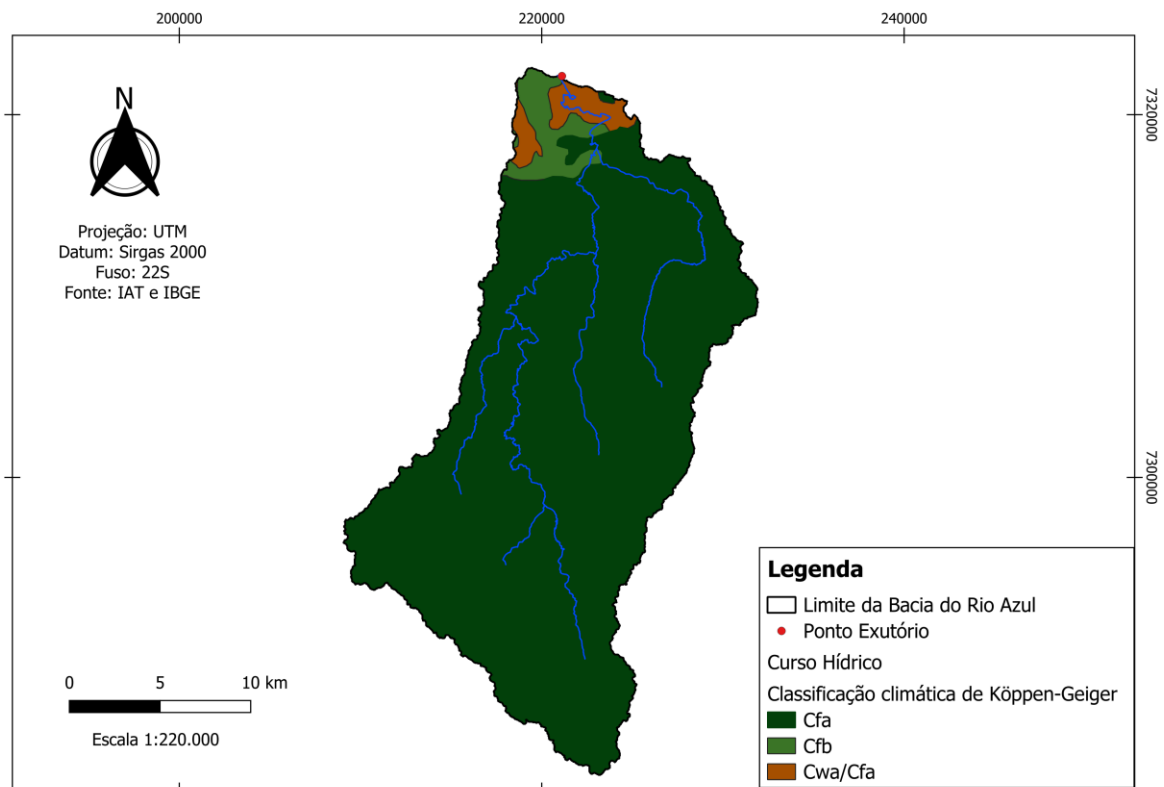 200000
220000
240000
N
7320000
Projeção: UTM
Datum: Sirgas 2000
Fuso: 22S
Fonte: IAT e IBGE
7300000
Legenda
Limite da Bacia do Rio Azul
Ponto Exutório
Curso Hídrico
Classificação climática de Köppen-Geiger
Cfa
Cfb
Cwa/Cfa
0 5 10 km
Escala 1:220.000